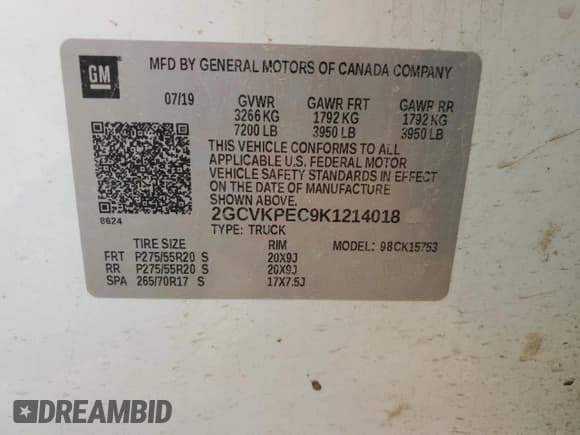 GM
MFD BY GENERAL MOTORS OF CANADA COMPANY
07/19 GVWR GAWR FRT GAWR RR
3266 KG 1792 KG 1792 KG
7200 LB 3950 LB 3950 LB
THIS VEHICLE CONFORMS TO ALL
APPLICABLE U.S. FEDERAL MOTOR
VEHICLE SAFETY STANDARDS IN EFFECT
ON THE DATE OF MANUFACTURE
SHOWN ABOVE.
8624 2GCVKPEC9K1214018
TYPE: TRUCK
TIRE SIZE RIM MODEL: 98CK15753
FRT P275/55R20 S 20X9J
RR P275/55R20 S 20X9J
SPA 265/70R17 S 17X7.5J
DREAMBID